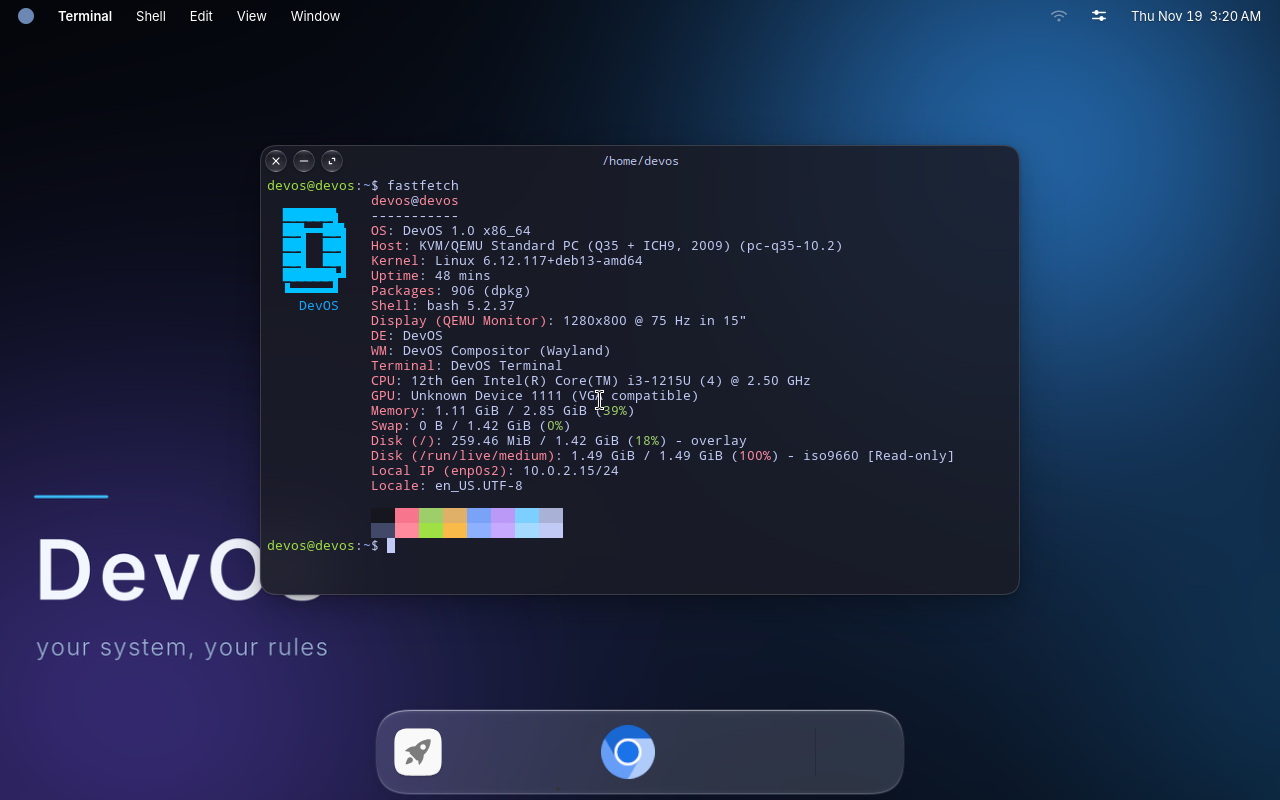 Terminal Shell Edit View Window Thu Nov 19 3:20 AM
/home/devos
devos@devos:~$ fastfetch
devos@devos
-----------
OS: DevOS 1.0 x86_64
Host: KVM/QEMU Standard PC (Q35 + ICH9, 2009) (pc-q35-10.2)
Kernel: Linux 6.12.117+deb13-amd64
Uptime: 48 mins
Packages: 906 (dpkg)
Shell: bash 5.2.37
DevOS
Display (QEMU Monitor): 1280x800 @ 75 Hz in 15"
DE: DevOS
WM: DevOS Compositor (Wayland)
Terminal: DevOS Terminal
CPU: 12th Gen Intel(R) Core(TM) i3-1215U (4) @ 2.50 GHz
GPU: Unknown Device 1111 (VGA compatible)
Memory: 1.11 GiB / 2.85 GiB (39%)
Swap: 0 B / 1.42 GiB (0%)
Disk (/): 259.46 MiB / 1.42 GiB (18%) - overlay
Disk (/run/live/medium): 1.49 GiB / 1.49 GiB (100%) - iso9660 [Read-only]
Local IP (enp0s2): 10.0.2.15/24
Locale: en_US.UTF-8
devos@devos:~$
DevOS
your system, your rules